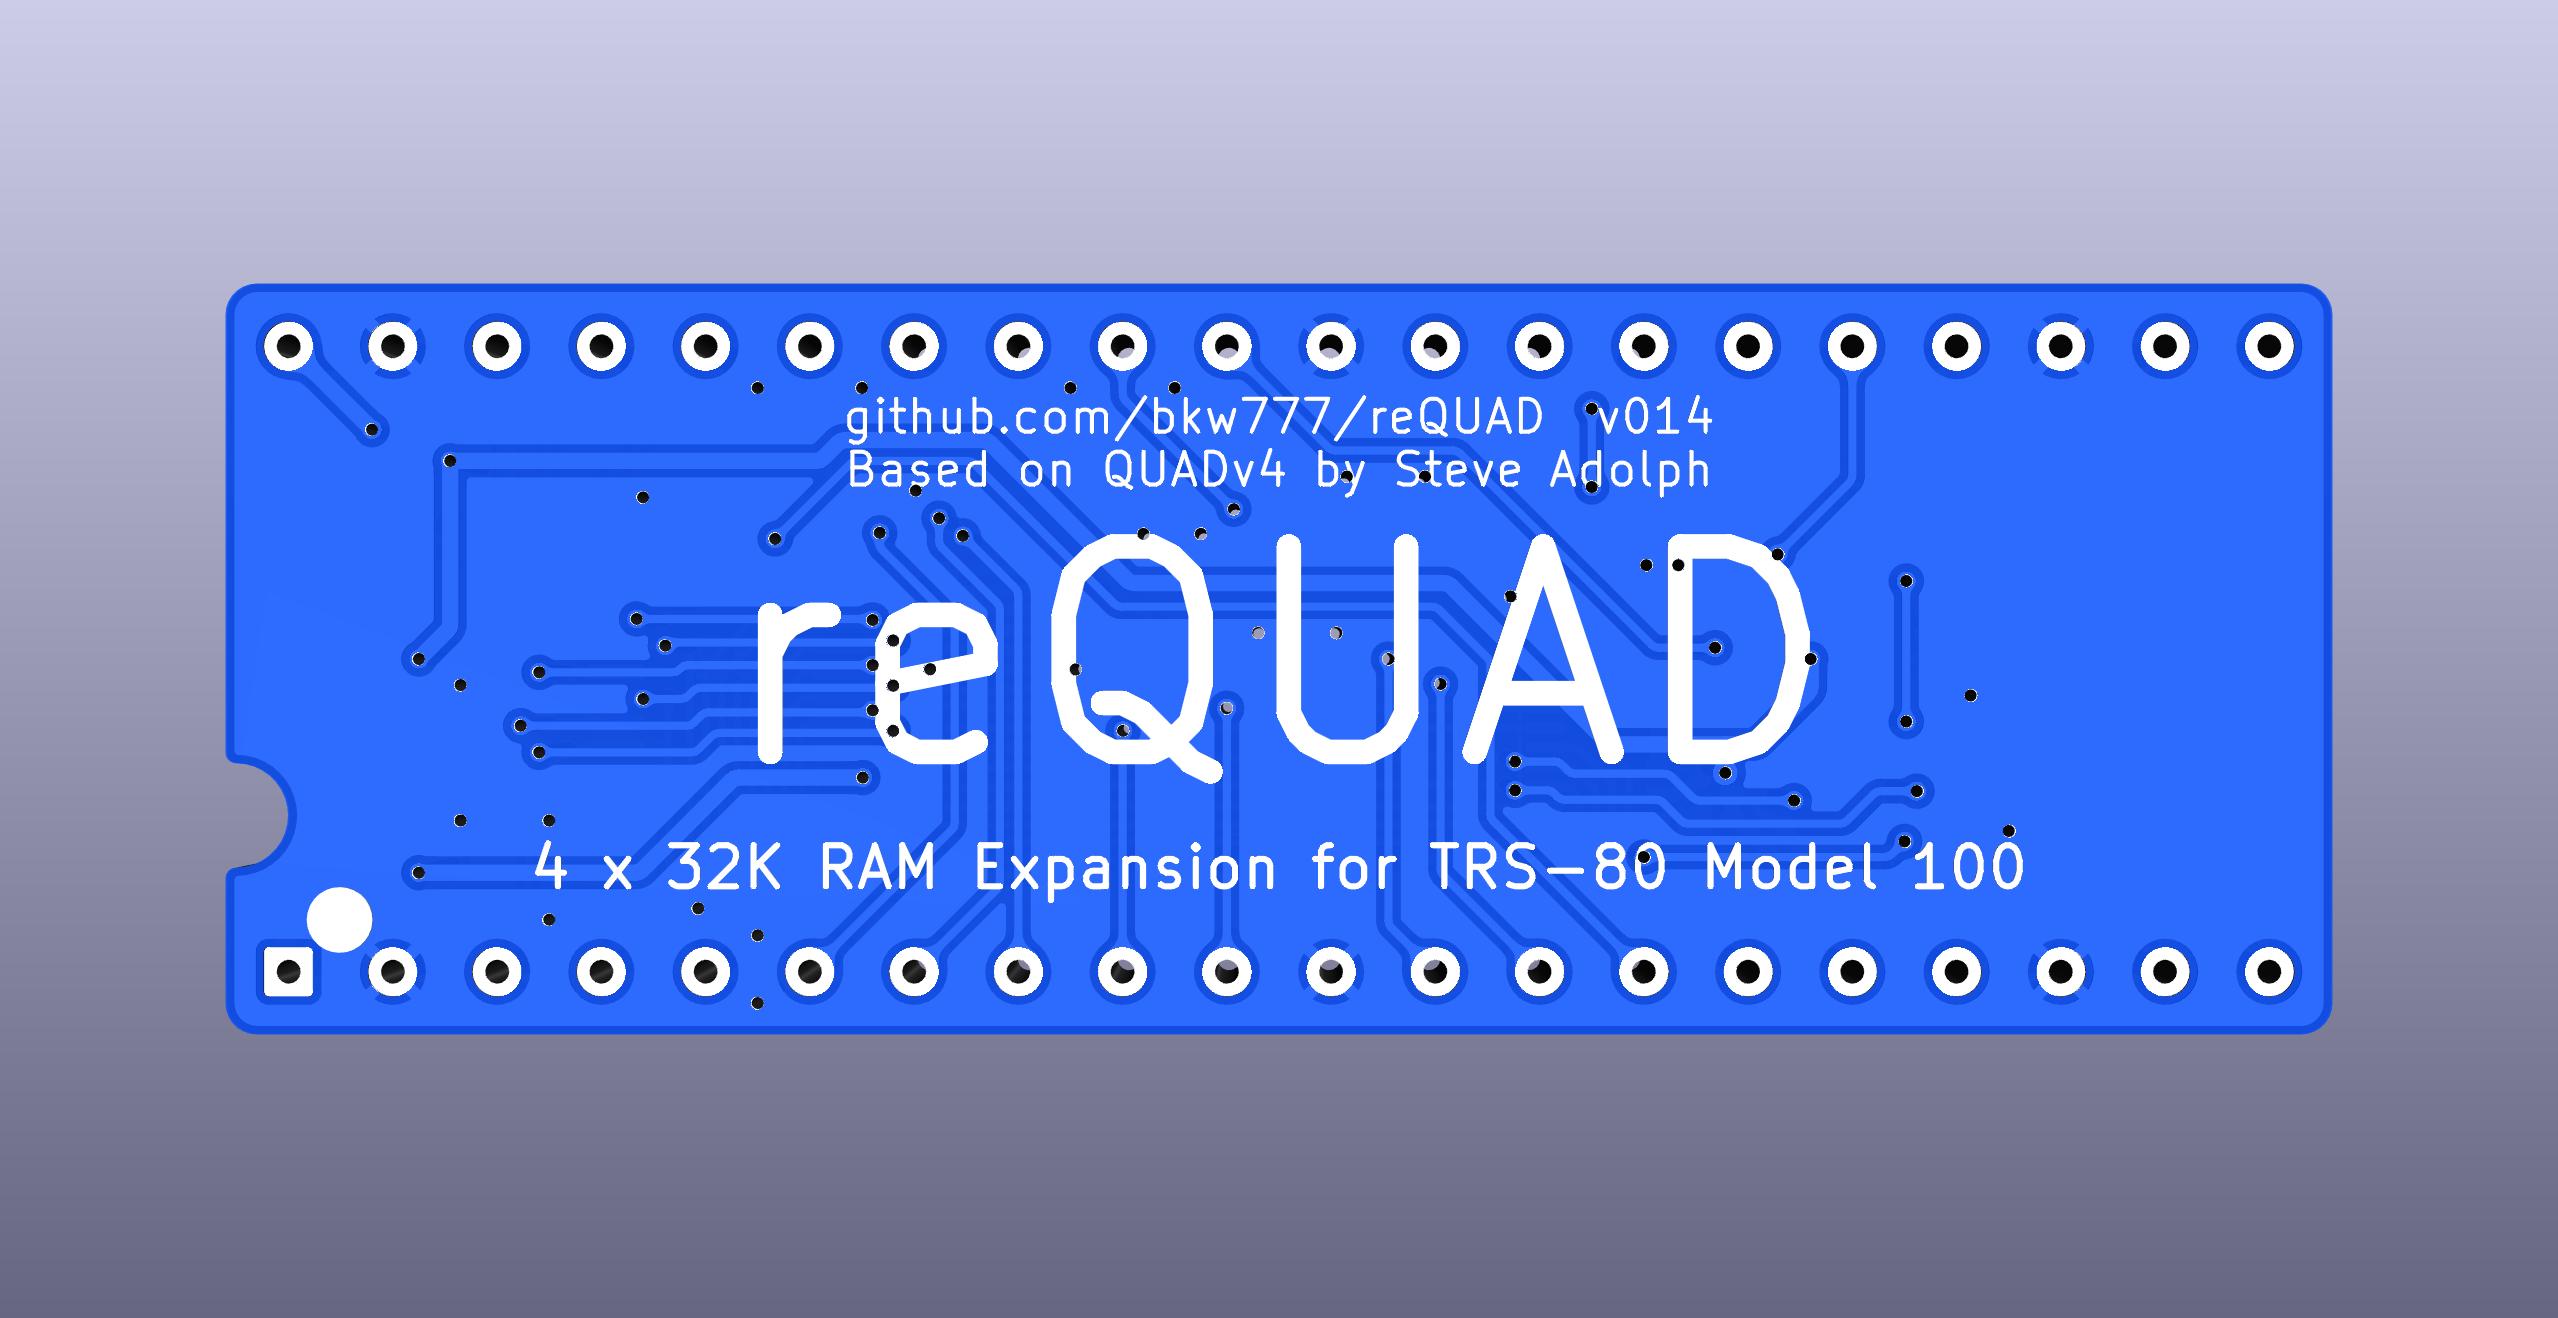 github.com/bkw777/reQUAD v014
Based on QUADv4 by Steve Adolph
reQUAD
4 x 32K RAM Expansion for TRS-80 Model 100